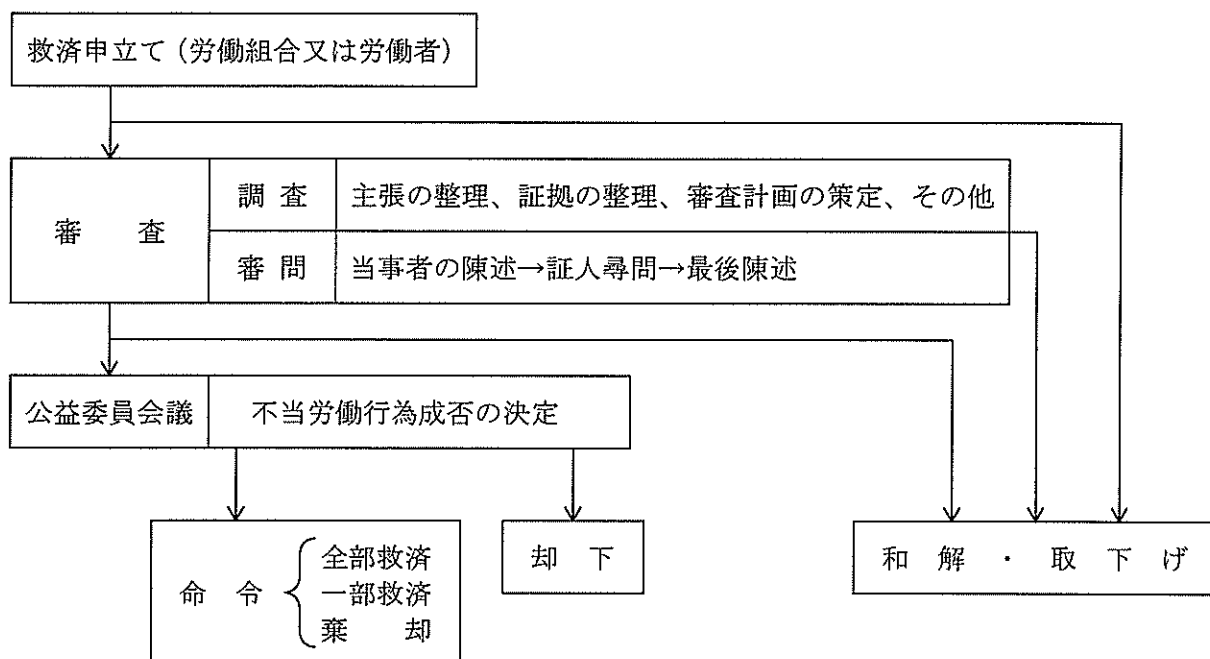 救済申立て（労働組合又は労働者）
審　査
調 査　主張の整理、証拠の整理、審査計画の策定、その他
審 問　当事者の陳述→証人尋問→最後陳述
公益委員会議　不当労働行為成否の決定
命 令
全部救済
一部救済
棄　却
却 下
和 解 ・ 取 下 げ